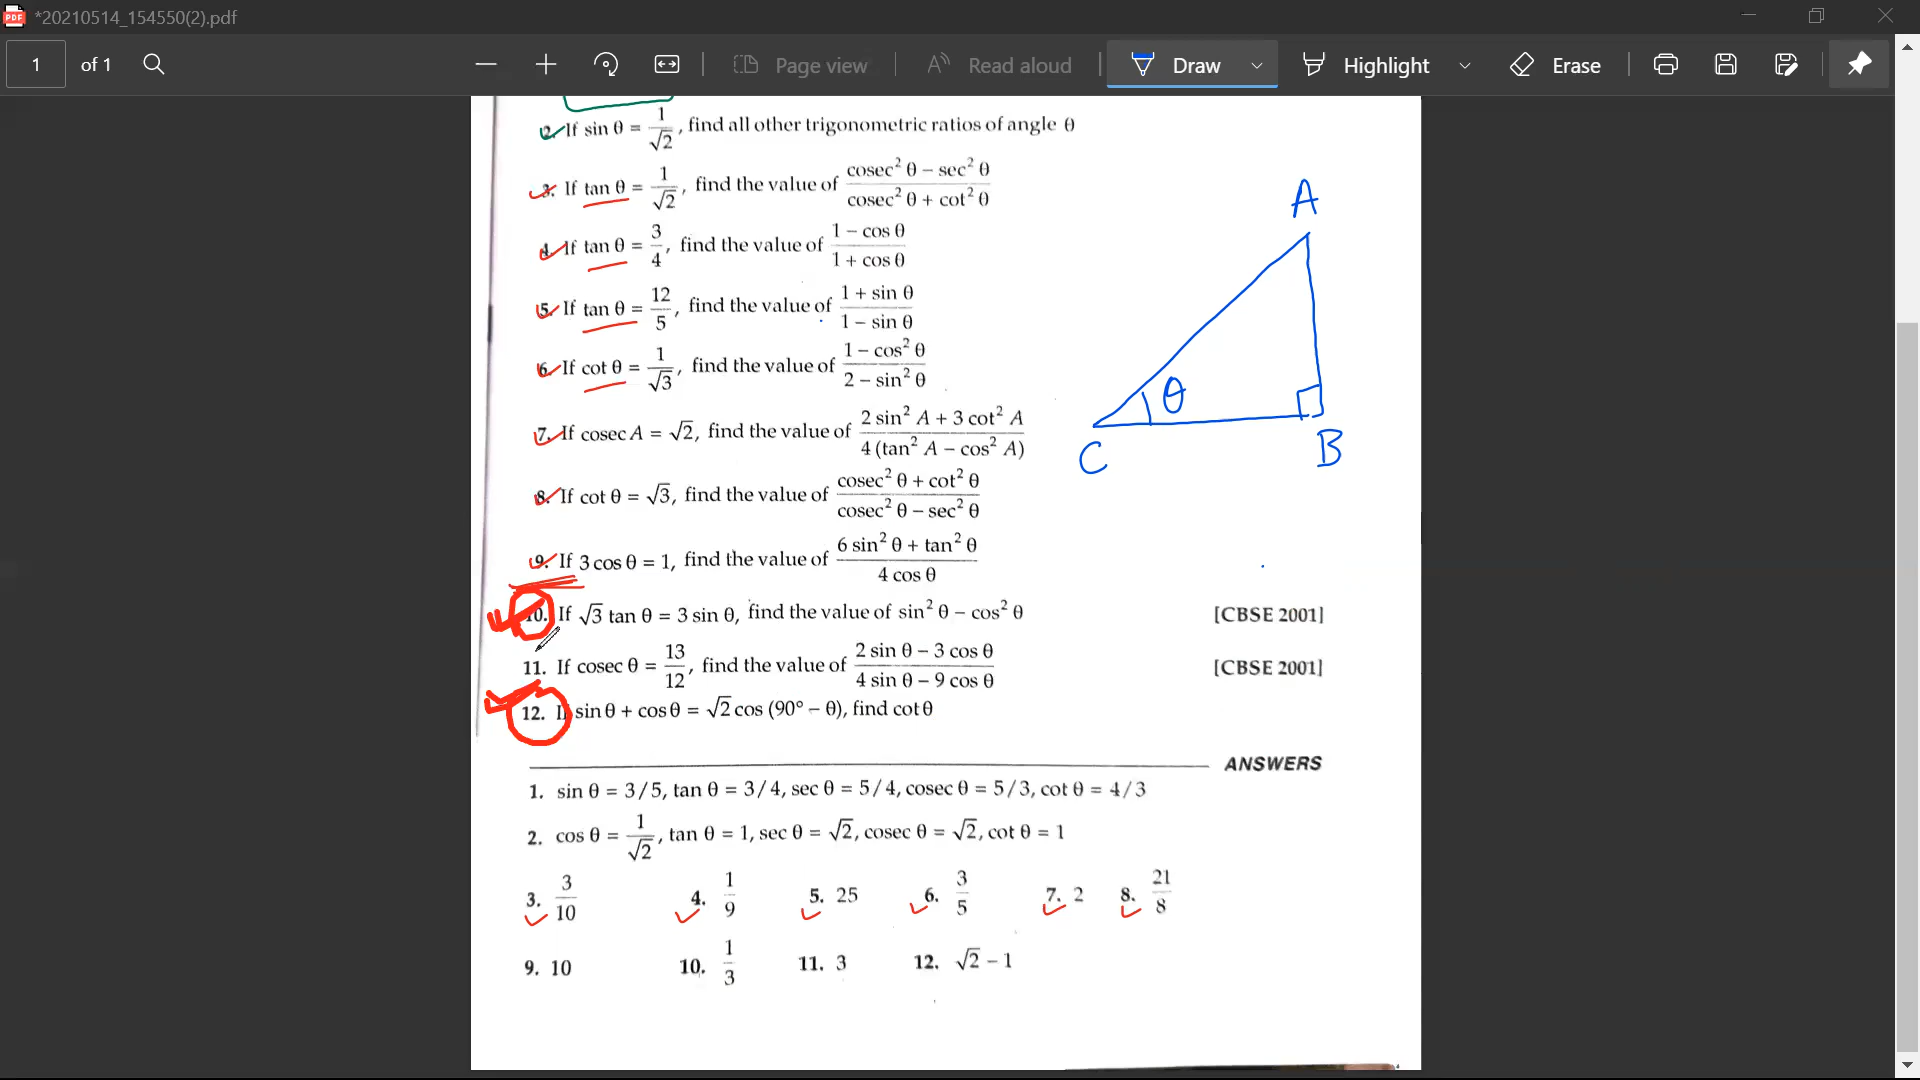 *20210514_154550(2).pdf
1 of 1 Page view Read aloud Draw Highlight Erase
2. If sin θ = 1/√2, find all other trigonometric ratios of angle θ
3. If tan θ = 1/√2, find the value of (cosec² θ – sec² θ)/(cosec² θ + cot² θ)
4. If tan θ = 3/4, find the value of (1 – cos θ)/(1 + cos θ)
5. If tan θ = 12/5, find the value of (1 + sin θ)/(1 – sin θ)
6. If cot θ = 1/√3, find the value of (1 – cos² θ)/(2 – sin² θ)
7. If cosec A = √2, find the value of (2 sin² A + 3 cot² A)/(4 (tan² A – cos² A))
8. If cot θ = √3, find the value of (cosec² θ + cot² θ)/(cosec² θ – sec² θ)
9. If 3 cos θ = 1, find the value of (6 sin² θ + tan² θ)/(4 cos θ)
10. If √3 tan θ = 3 sin θ, find the value of sin² θ – cos² θ [CBSE 2001]
11. If cosec θ = 13/12, find the value of (2 sin θ – 3 cos θ)/(4 sin θ – 9 cos θ) [CBSE 2001]
12. If sin θ + cos θ = √2 cos (90° – θ), find cot θ
A
θ
C
B
ANSWERS
1. sin θ = 3/5, tan θ = 3/4, sec θ = 5/4, cosec θ = 5/3, cot θ = 4/3
2. cos θ = 1/√2, tan θ = 1, sec θ = √2, cosec θ = √2, cot θ = 1
3. 3/10 4. 1/9 5. 25 6. 3/5 7. 2 8. 21/8
9. 10 10. 1/3 11. 3 12. √2 – 1